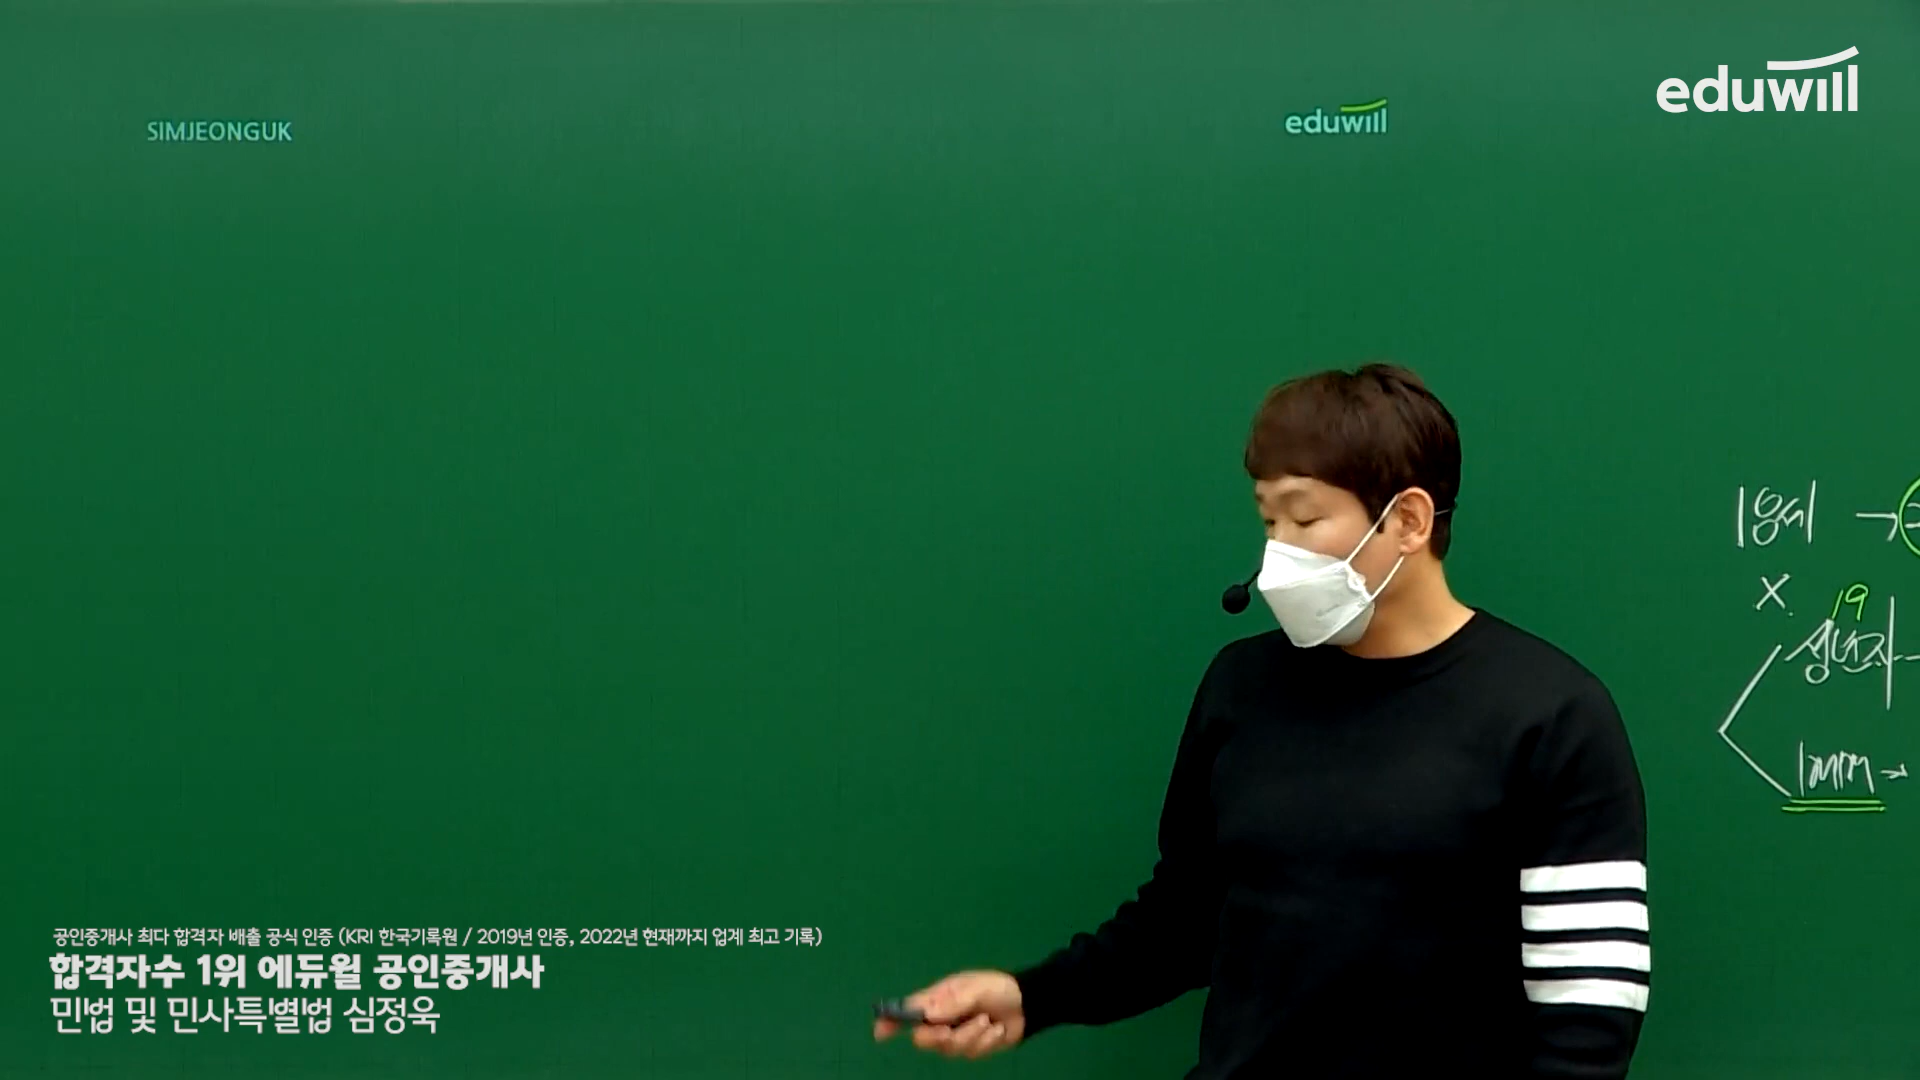 eduwill
SIMJEONGUK
eduwill
19
성년자
공인중개사 최다 합격자 배출 공식 인증 (KRI 한국기록원 / 2019년 인증, 2022년 현재까지 업계 최고 기록)
합격자수 1위 에듀윌 공인중개사
민법 및 민사특별법 심정욱